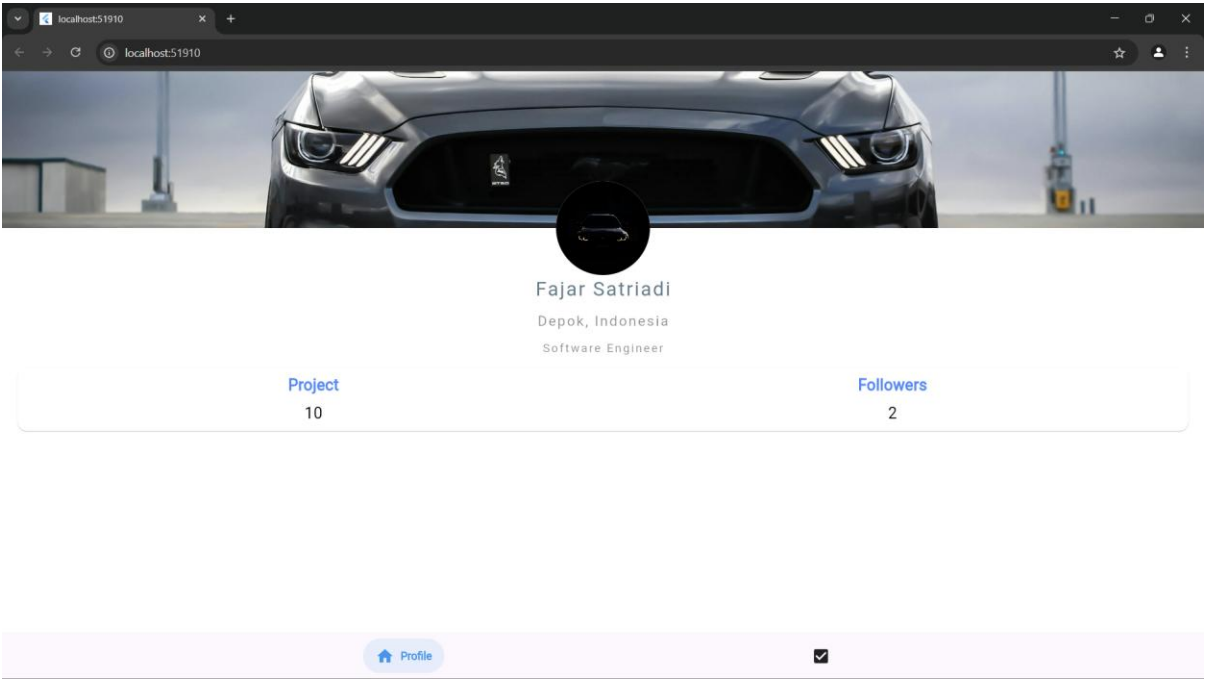 localhost:51910
localhost:51910
Fajar Satriadi
Depok, Indonesia
Software Engineer
Project Followers
10 2
Profile